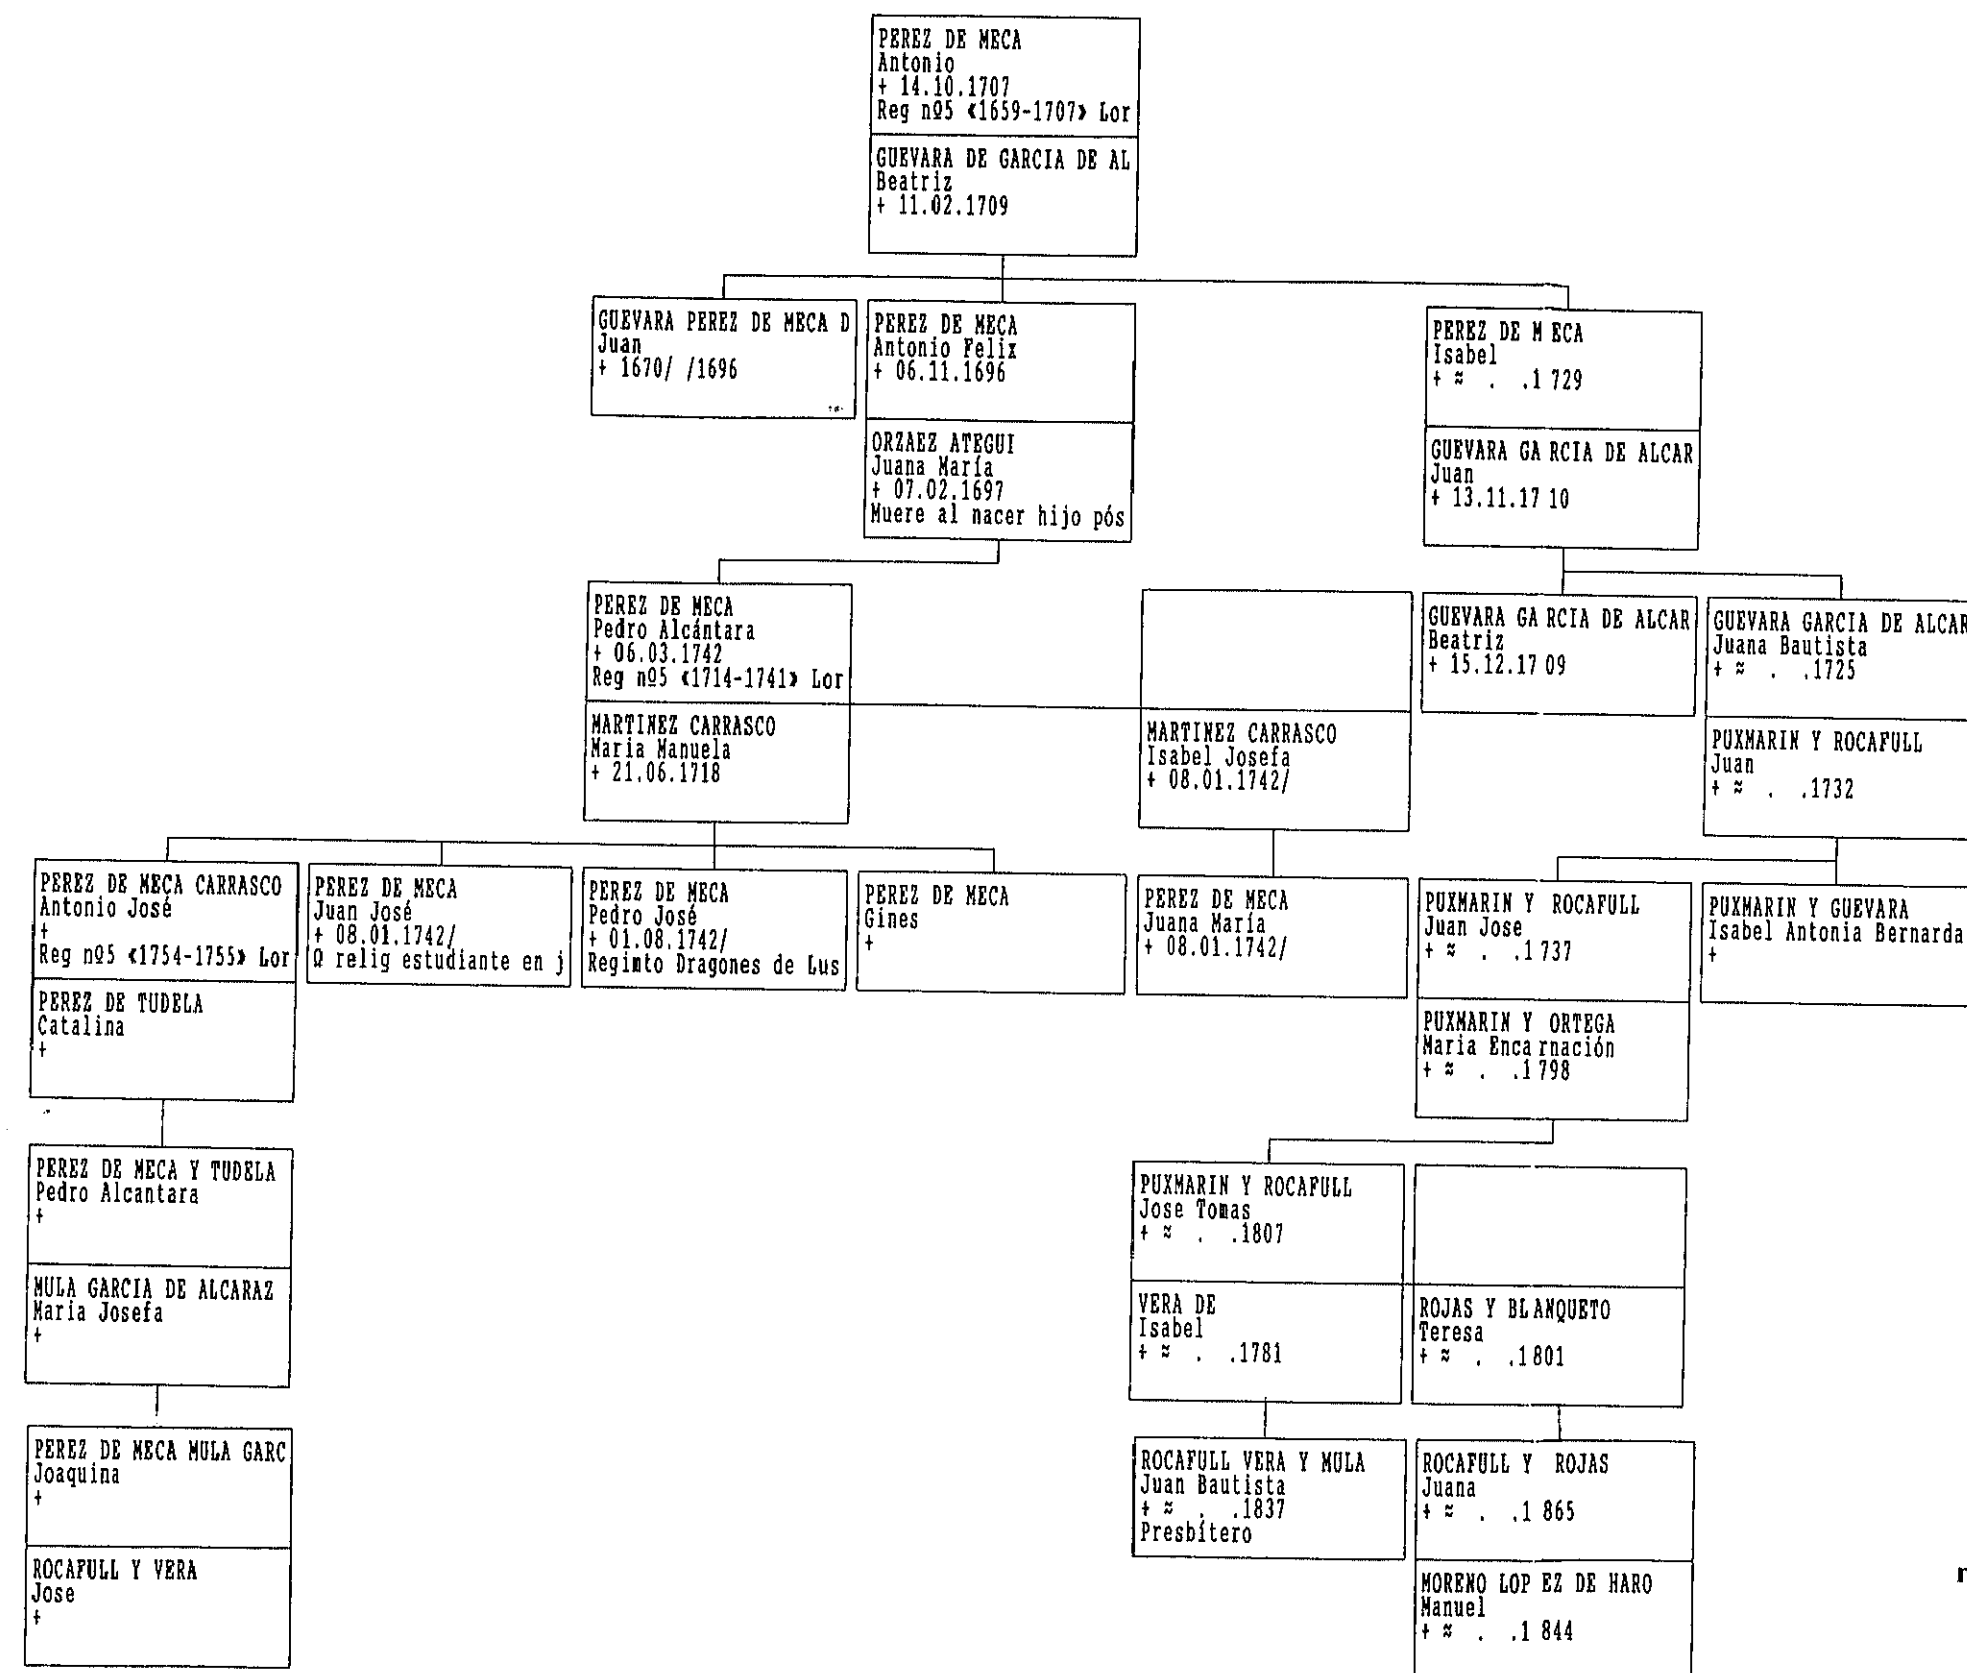 PEREZ DE MECA
Antonio
+ 14.10.1707
Reg nº5 «1659-1707» Lor
GUEVARA DE GARCIA DE AL
Beatriz
+ 11.02.1709
GUEVARA PEREZ DE MECA D
Juan
+ 1670/ /1696
PEREZ DE MECA
Antonio Felix
+ 06.11.1696
ORZAEZ ATEGUI
Juana María
+ 07.02.1697
Muere al nacer hijo pós
PEREZ DE M ECA
Isabel
+ ≈ . .1 729
GUEVARA GA RCIA DE ALCAR
Juan
+ 13.11.17 10
PEREZ DE MECA
Pedro Alcántara
+ 06.03.1742
Reg nº5 «1714-1741» Lor
MARTINEZ CARRASCO
Maria Manuela
+ 21.06.1718
MARTINEZ CARRASCO
Isabel Josefa
+ 08.01.1742/
GUEVARA GA RCIA DE ALCAR
Beatriz
+ 15.12.17 09
GUEVARA GARCIA DE ALCAR
Juana Bautista
+ ≈ . .1725
PUXMARIN Y ROCAFULL
Juan
+ ≈ . .1732
PEREZ DE MECA CARRASCO
Antonio José
+
Reg nº5 «1754-1755» Lor
PEREZ DE TUDELA
Catalina
+
PEREZ DE MECA
Juan José
+ 08.01.1742/
Ω relig estudiante en j
PEREZ DE MECA
Pedro José
+ 01.08.1742/
Regimto Dragones de Lus
PEREZ DE MECA
Gines
+
PEREZ DE MECA
Juana María
+ 08.01.1742/
PUXMARIN Y ROCAFULL
Juan Jose
+ ≈ . .1 737
PUXMARIN Y ORTEGA
Maria Enca rnación
+ ≈ . .1 798
PUXMARIN Y GUEVARA
Isabel Antonia Bernarda
+
PEREZ DE MECA Y TUDELA
Pedro Alcantara
+
MULA GARCIA DE ALCARAZ
Maria Josefa
+
PUXMARIN Y ROCAFULL
Jose Tomas
+ ≈ . .1807
VERA DE
Isabel
+ ≈ . .1781
ROJAS Y BLANQUETO
Teresa
+ ≈ . .1801
PEREZ DE MECA MULA GARC
Joaquina
+
ROCAFULL Y VERA
Jose
+
ROCAFULL VERA Y MULA
Juan Bautista
+ ≈ . .1837
Presbítero
ROCAFULL Y ROJAS
Juana
+ ≈ . .1 865
MORENO LOP EZ DE HARO
Manuel
+ ≈ . .1 844